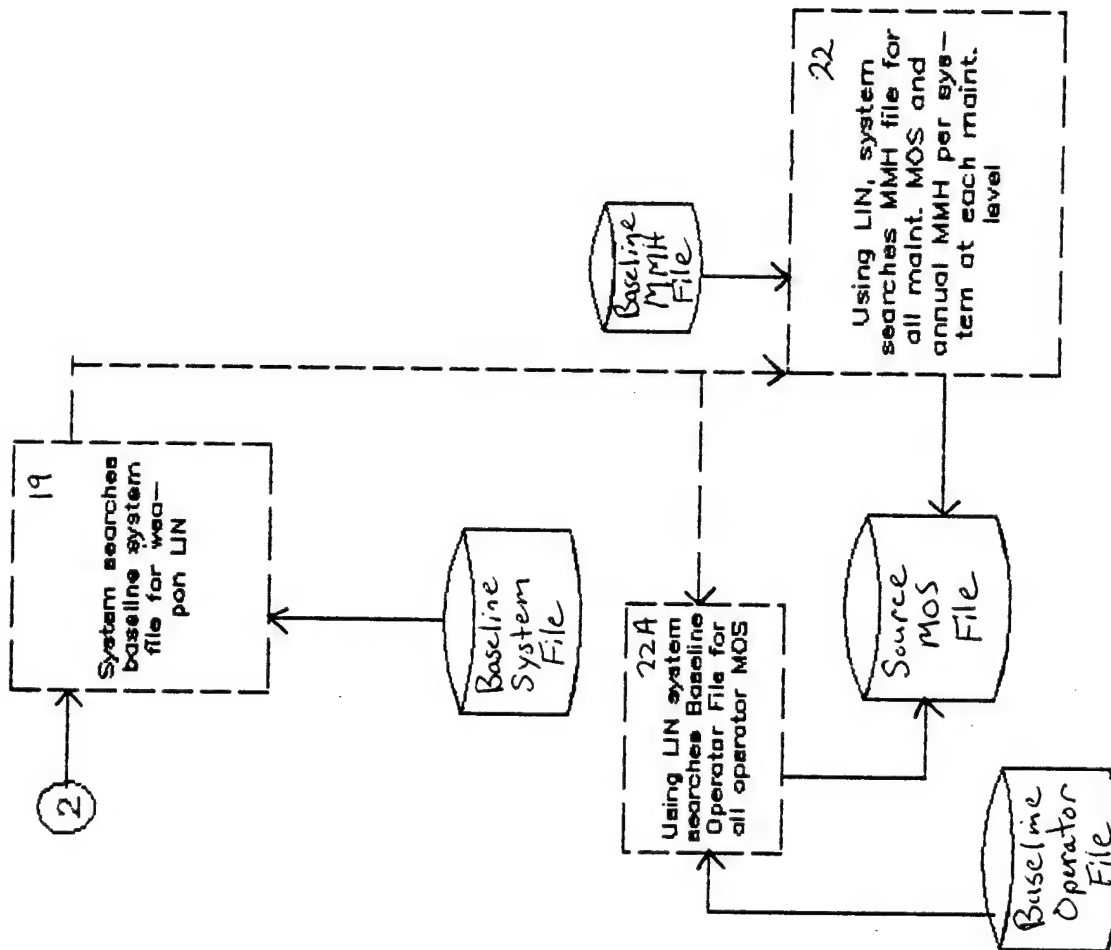 2
19
System searches
baseline system
file for wea—
pon LIN
Baseline
System
File
Baseline
MMH
File
22
Using LIN, system
searches MMH file for
all maint. MOS and
annual MMH per sys—
tem at each maint.
level
22A
Using LIN system
searches Baseline
Operator File for
all operator MOS
Source
MOS
File
Baseline
Operator
File